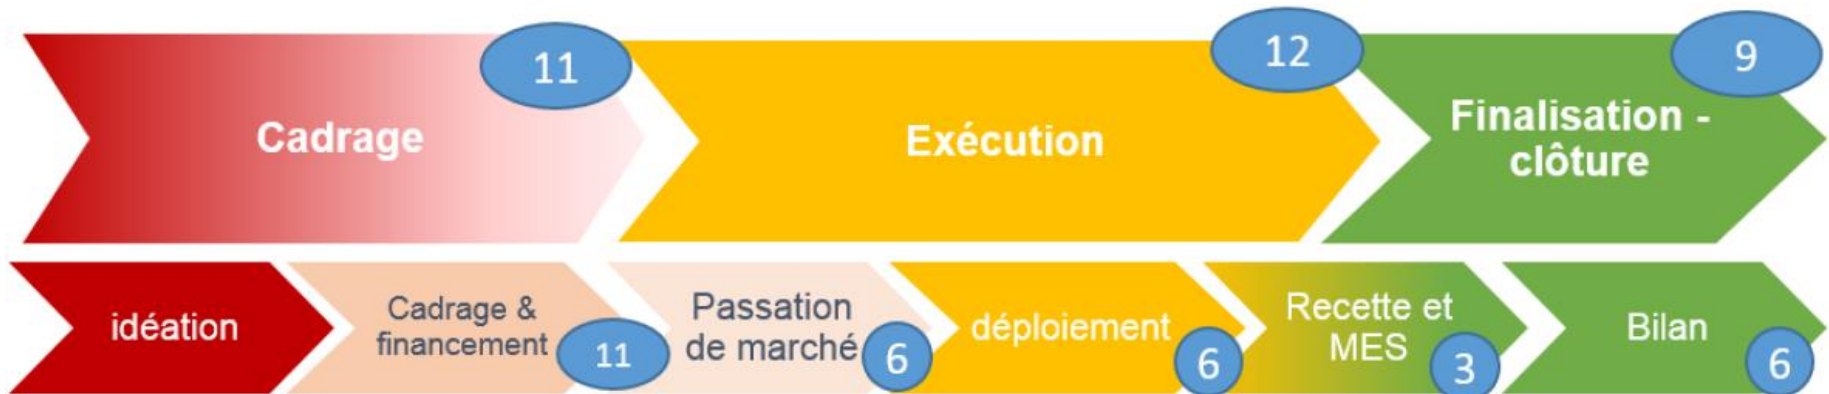 11
12
9
Cadrage
Exécution
Finalisation -
clôture
idéation
Cadrage &
financement
11
Passation
de marché
6
déploiement
6
Recette et
MES
3
Bilan
6